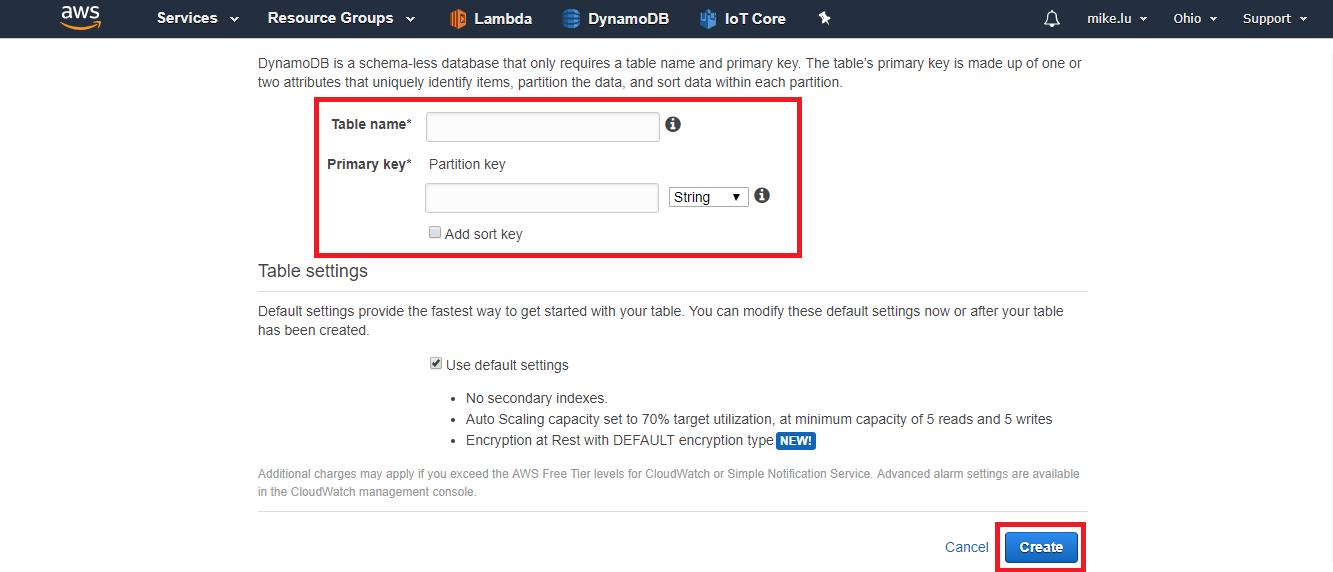 aws Services Resource Groups Lambda DynamoDB IoT Core mike.lu Ohio Support
DynamoDB is a schema-less database that only requires a table name and primary key. The table's primary key is made up of one or
two attributes that uniquely identify items, partition the data, and sort data within each partition.
Table name*
Primary key* Partition key
String
Add sort key
Table settings
Default settings provide the fastest way to get started with your table. You can modify these default settings now or after your table
has been created.
Use default settings
• No secondary indexes.
• Auto Scaling capacity set to 70% target utilization, at minimum capacity of 5 reads and 5 writes
• Encryption at Rest with DEFAULT encryption type NEW!
Additional charges may apply if you exceed the AWS Free Tier levels for CloudWatch or Simple Notification Service. Advanced alarm settings are available
in the CloudWatch management console.
Cancel Create